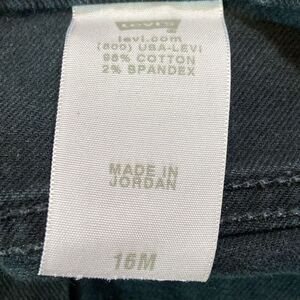 Levi's
levi.com
(800) USA-LEVI
98% COTTON
2% SPANDEX
MADE IN
JORDAN
16M